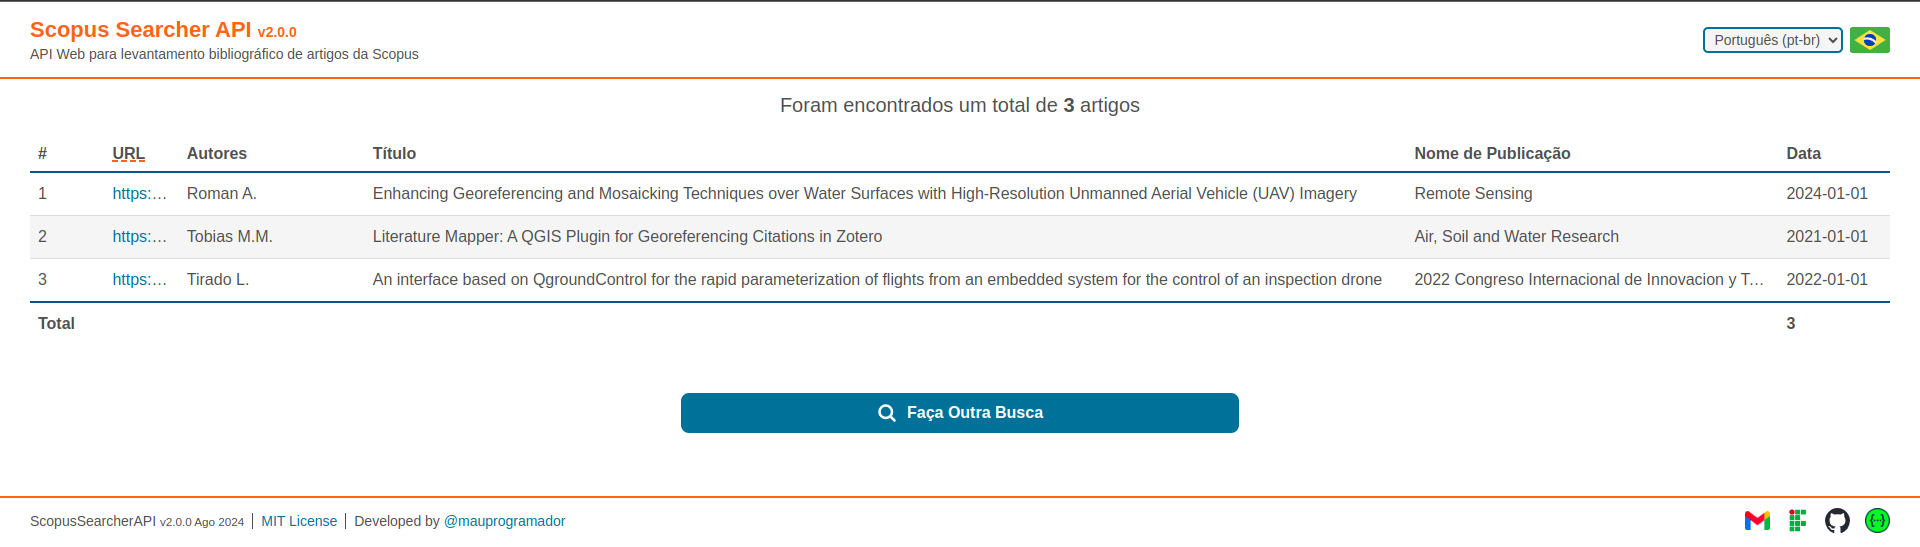 Scopus Searcher API v2.0.0
API Web para levantamento bibliográfico de artigos da Scopus
Português (pt-br)
Foram encontrados um total de 3 artigos
# URL Autores Título Nome de Publicação Data
1 https:… Roman A. Enhancing Georeferencing and Mosaicking Techniques over Water Surfaces with High-Resolution Unmanned Aerial Vehicle (UAV) Imagery Remote Sensing 2024-01-01
2 https:… Tobias M.M. Literature Mapper: A QGIS Plugin for Georeferencing Citations in Zotero Air, Soil and Water Research 2021-01-01
3 https:… Tirado L. An interface based on QgroundControl for the rapid parameterization of flights from an embedded system for the control of an inspection drone 2022 Congreso Internacional de Innovacion y T… 2022-01-01
Total 3
Faça Outra Busca
ScopusSearcherAPI v2.0.0 Ago 2024 | MIT License | Developed by @mauprogramador